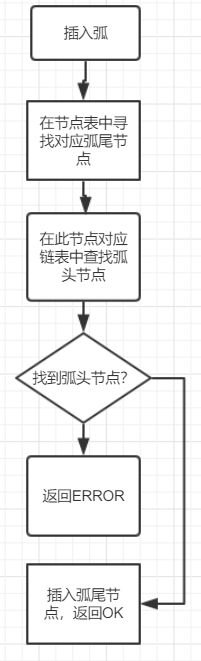 插入弧
在节点表中寻
找对应弧尾节
点
在此节点对应
链表中查找弧
头节点
找到弧头节点?
返回ERROR
插入弧尾节
点，返回OK